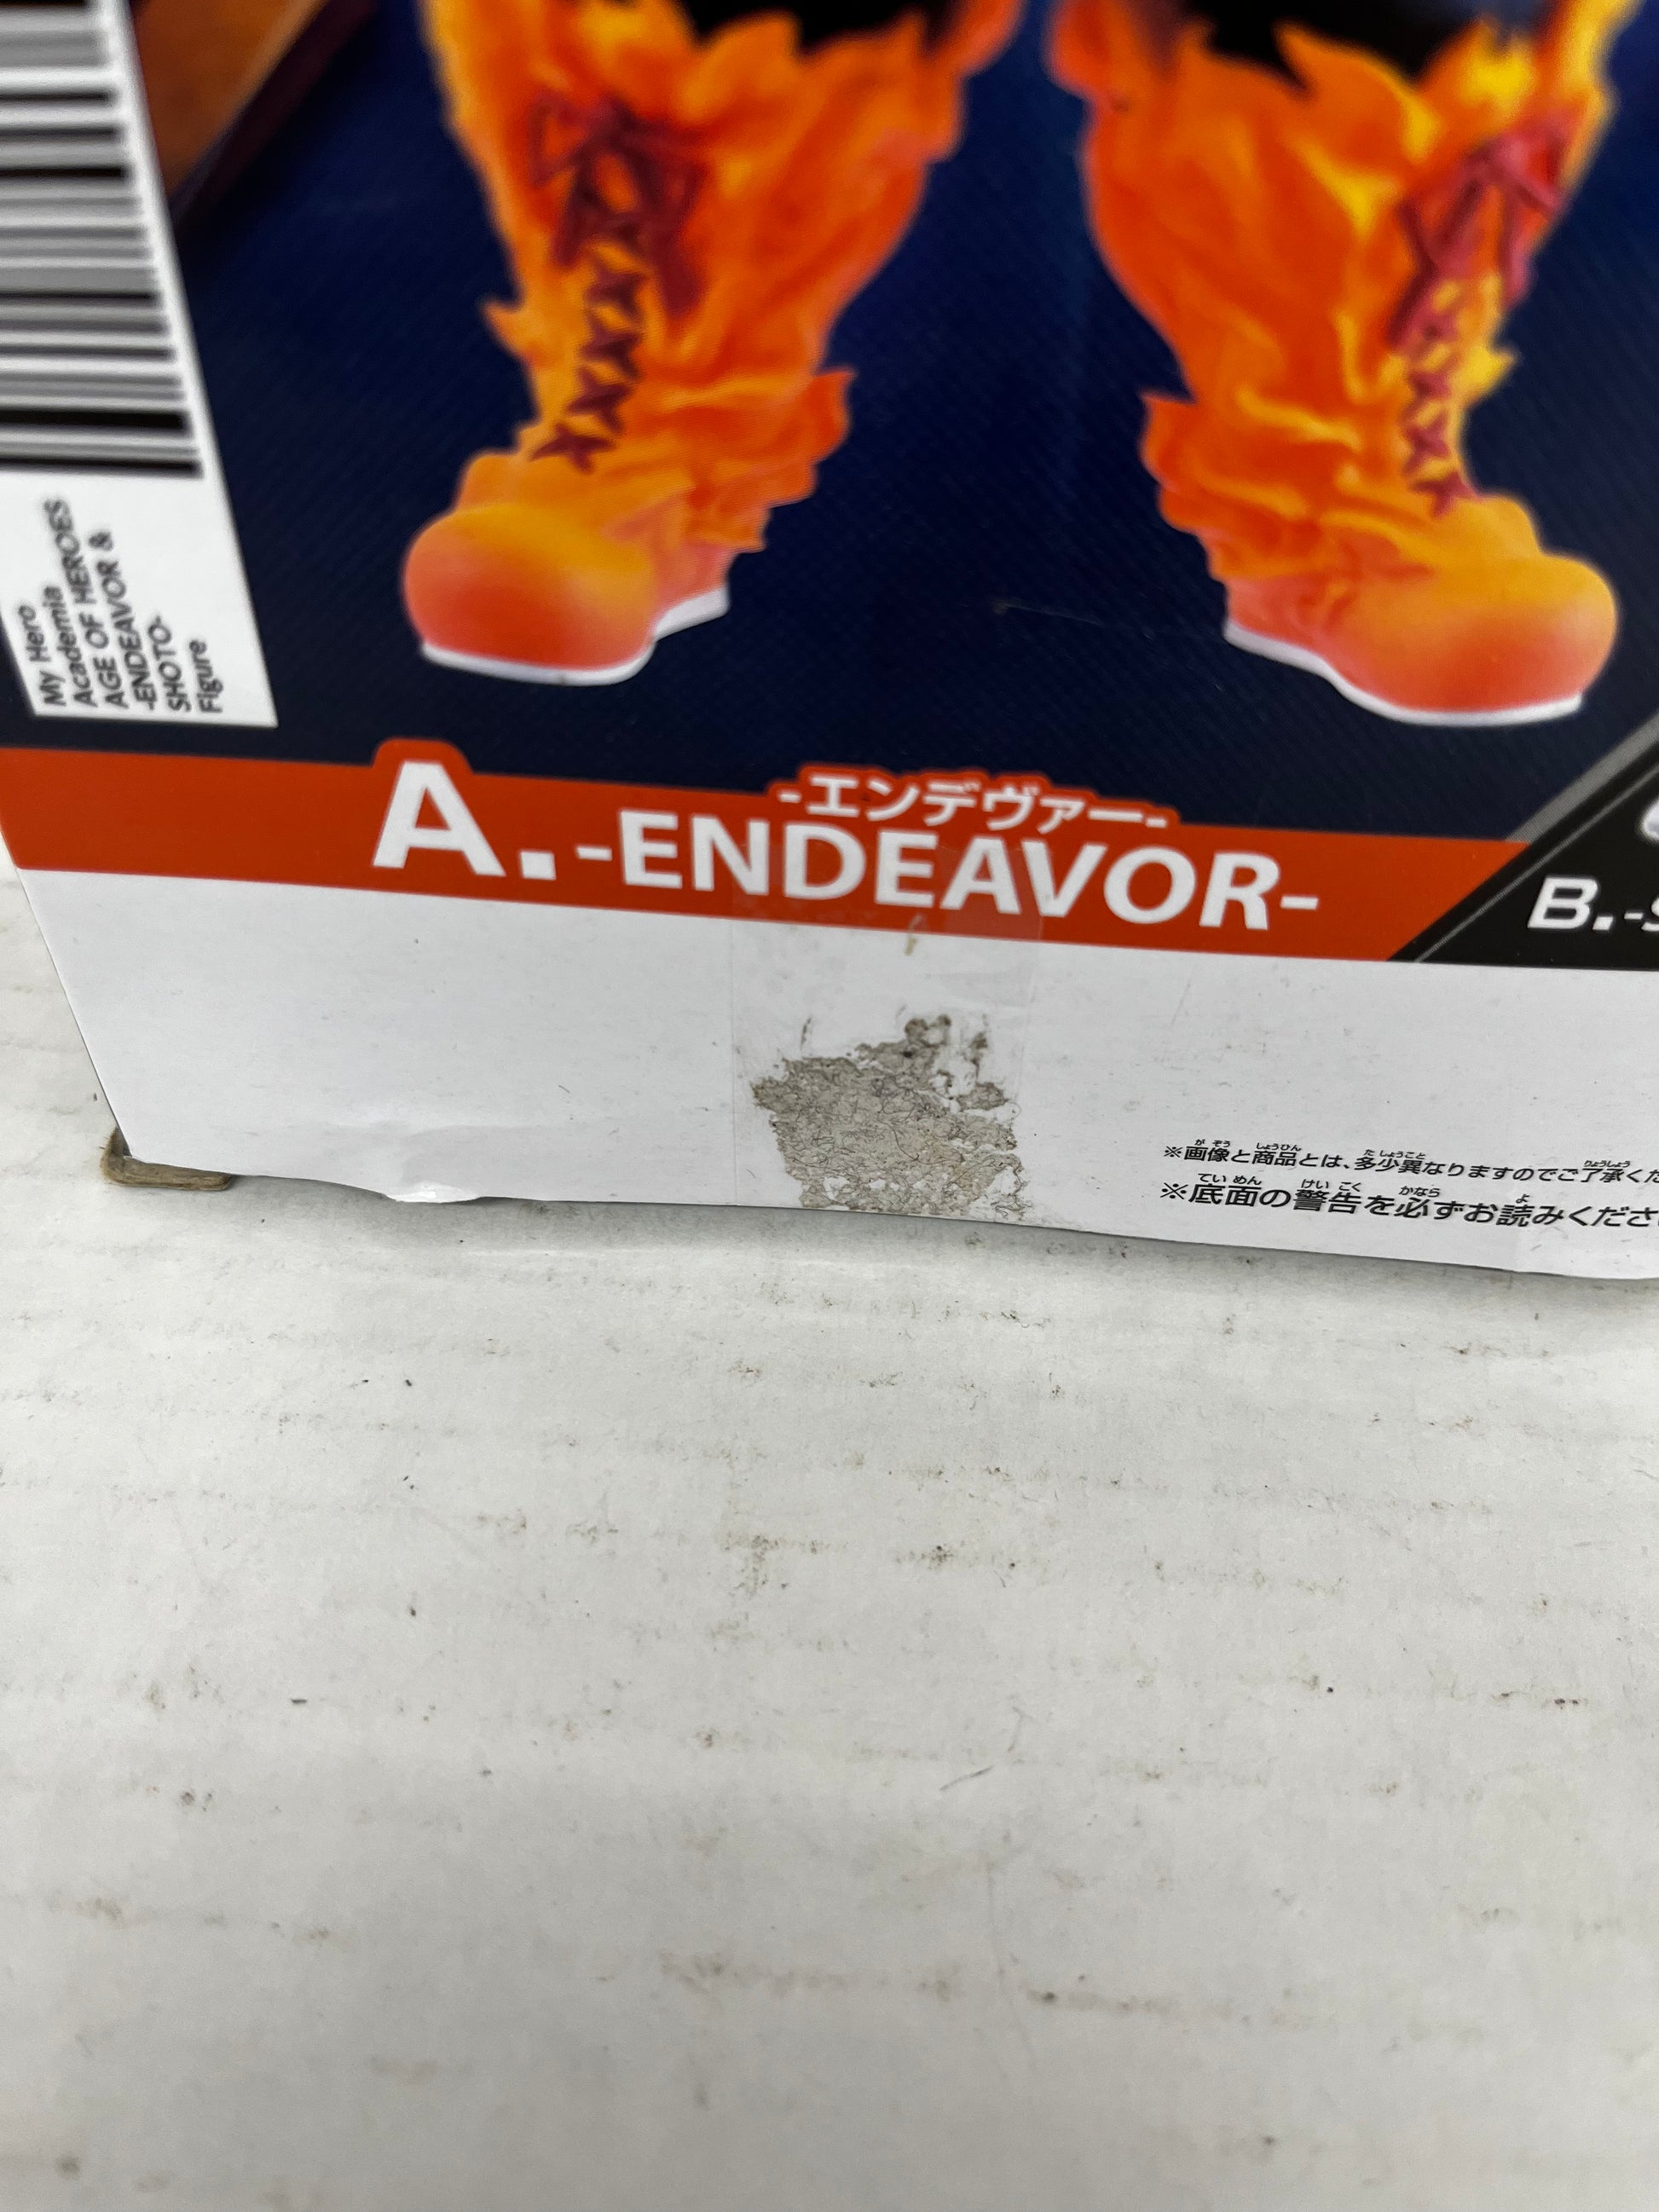 My Hero
Academia
AGE OF HEROES
-ENDEAVOR &
SHOTO-
Figure
-エンデヴァー-
A.-ENDEAVOR-
B.-
※画像と商品とは、多少異なりますのでご了承くだ
※底面の警告を必ずお読みくださ